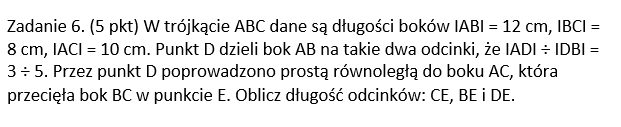 Zadanie 6. (5 pkt) W trójkącie ABC dane są długości boków IABI = 12 cm, IBCI =
8 cm, IACI = 10 cm. Punkt D dzieli bok AB na takie dwa odcinki, że IADI ÷ IDBI =
3 ÷ 5. Przez punkt D poprowadzono prostą równoległą do boku AC, która
przecięła bok BC w punkcie E. Oblicz długość odcinków: CE, BE i DE.